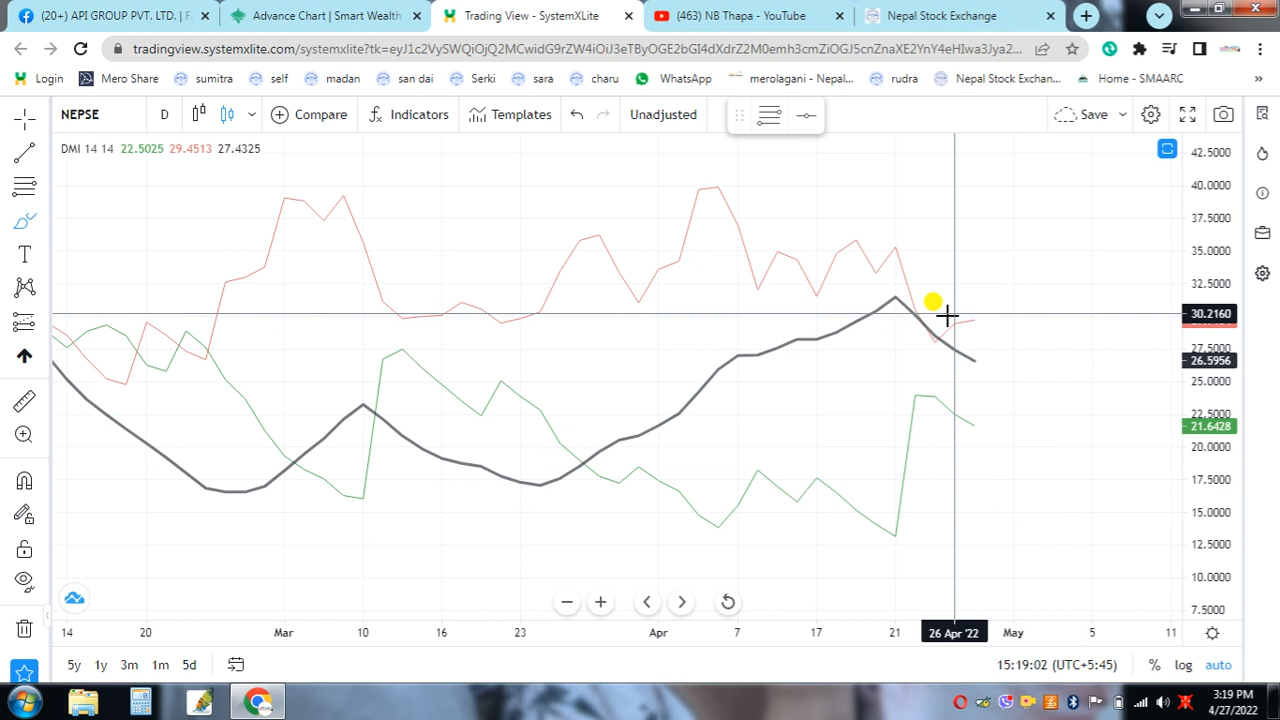 (20+) API GROUP PVT. LTD. | F
Advance Chart | Smart Wealth
Trading View - SystemXLite
(463) NB Thapa - YouTube
Nepal Stock Exchange
tradingview.systemxlite.com/systemxlite?tk=
Login
Mero Share
sumitra
self
madan
san dai
Serki
sara
charu
WhatsApp
merolagani - Nepal...
rudra
Nepal Stock Exchan...
Home - SMAARC
»
NEPSE
D
Compare
Indicators
Templates
Unadjusted
Save
DMI 14 14 22.5025 29.4513 27.4325
42.5000
40.0000
37.5000
35.0000
32.5000
30.2160
27.5000
26.5956
25.0000
22.5000
21.6428
20.0000
17.5000
15.0000
12.5000
10.0000
7.5000
14
20
Mar
10
16
23
Apr
7
17
21
26 Apr '22
May
5
11
5y
1y
3m
1m
5d
15:19:02 (UTC+5:45)
%
log
auto
3:19 PM
4/27/2022